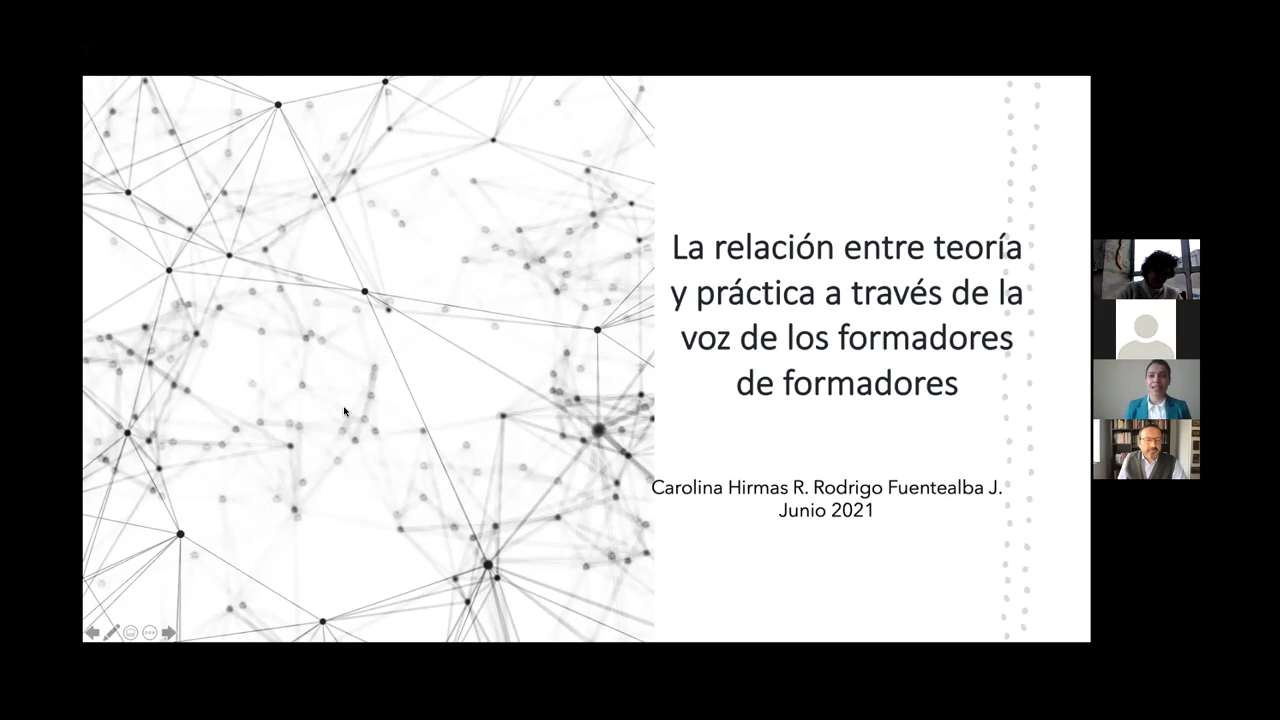 La relación entre teoría
y práctica a través de la
voz de los formadores
de formadores
Carolina Hirmas R. Rodrigo Fuentealba J.
Junio 2021